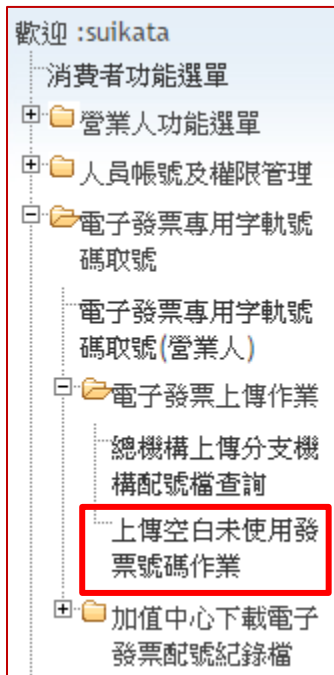 歡迎 :suikata
消費者功能選單
營業人功能選單
人員帳號及權限管理
電子發票專用字軌號
碼取號
電子發票專用字軌號
碼取號(營業人)
電子發票上傳作業
總機構上傳分支機
構配號檔查詢
上傳空白未使用發
票號碼作業
加值中心下載電子
發票配號紀錄檔